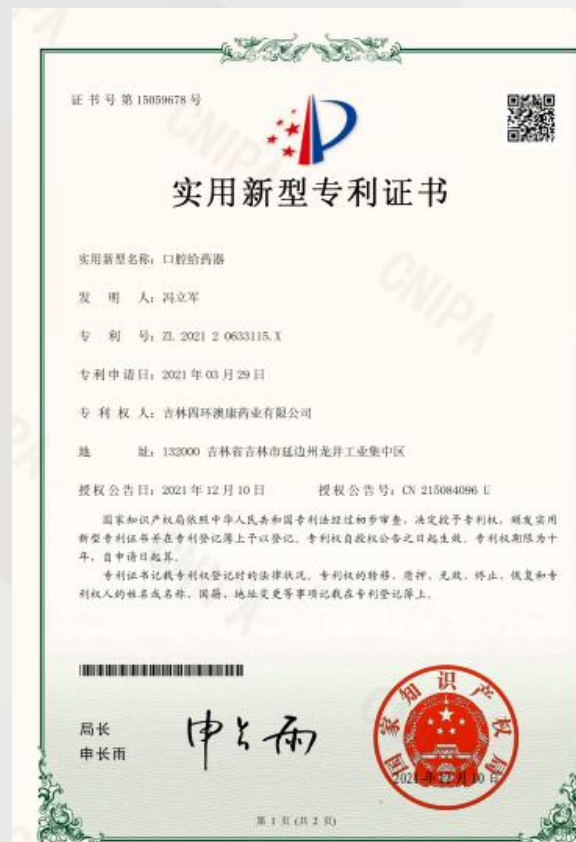 证书号第15059678号
实用新型专利证书
实用新型名称：口腔给药器
发 明 人：冯立军
专 利 号：ZL 2021 2 0633115.X
专利申请日：2021年03月29日
专 利 权 人：吉林四环澳康药业有限公司
地 址：132000 吉林省吉林市延边州龙井工业集中区
授权公告日：2021年12月10日 授权公告号：CN 215084096 U
国家知识产权局依照中华人民共和国专利法经过初步审查，决定授予专利权，颁发实用
新型专利证书并在专利登记簿上予以登记。专利权自授权公告之日起生效。专利权期限为十
年，自申请日起算。
专利证书记载专利权登记时的法律状况。专利权的转移、质押、无效、终止、恢复和专
利权人的姓名或名称、国籍、地址变更等事项记载在专利登记簿上。
局长
申长雨
申长雨
国家知识产权局
2021年12月10日
第 1 页 (共 2 页)
CNIPA
CNIPA